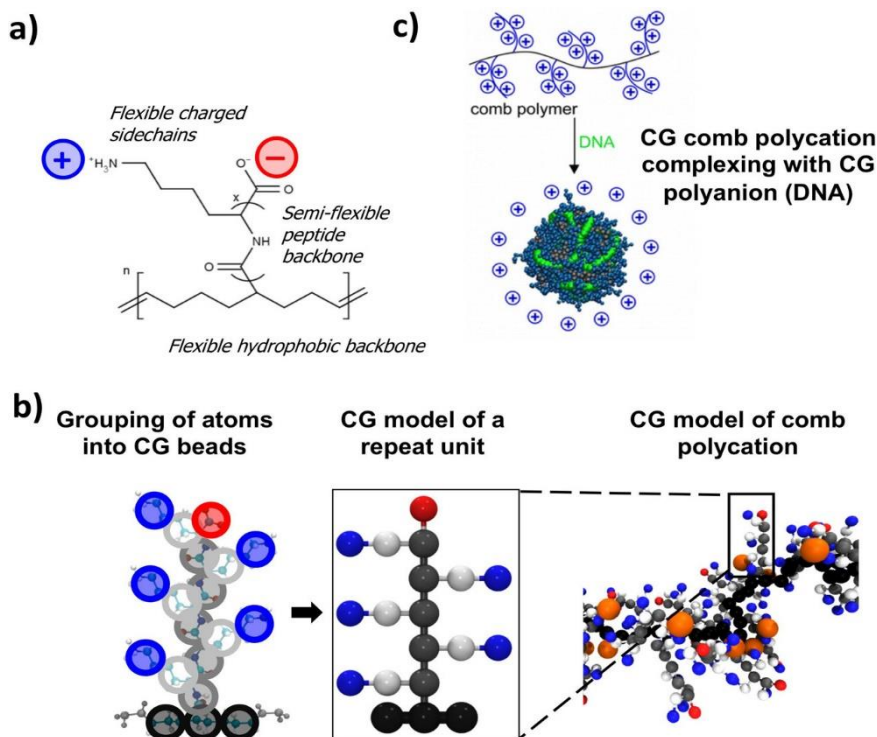 a)
Flexible charged
sidechains
+
⁺H₃N
O⁻
−
O
x
Semi-flexible
peptide
backbone
NH
O
n
Flexible hydrophobic backbone
c)
comb polymer
DNA
CG comb polycation
complexing with CG
polyanion (DNA)
b)
Grouping of atoms
into CG beads
CG model of a
repeat unit
CG model of comb
polycation